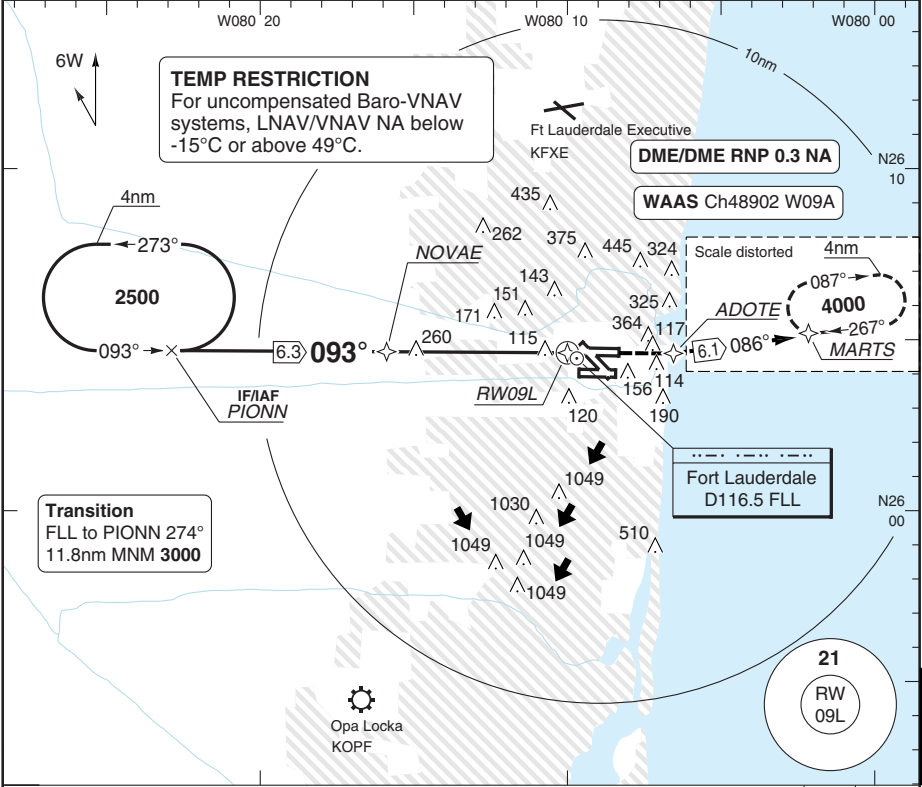 W080 20
W080 10
W080 00
6W
TEMP RESTRICTION
For uncompensated Baro-VNAV
systems, LNAV/VNAV NA below
-15°C or above 49°C.
10nm
Ft Lauderdale Executive
KFXE
DME/DME RNP 0.3 NA
N26
10
WAAS Ch48902 W09A
4nm
435
262
375
445
324
273°
NOVAE
Scale distorted
4nm
087°
2500
143
151
171
325
ADOTE
4000
364
117
267°
093°
6.3
093°
260
115
6.1
086°
MARTS
IF/IAF
PIONN
RW09L
156
114
120
190
Fort Lauderdale
D116.5 FLL
1049
Transition
FLL to PIONN 274°
11.8nm MNM 3000
1030
N26
00
1049
1049
510
1049
21
RW
09L
Opa Locka
KOPF